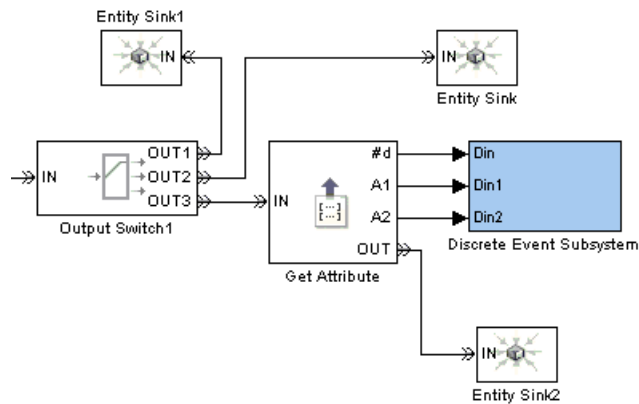 Entity Sink1
IN
IN
Entity Sink
IN
OUT1
OUT2
OUT3
Output Switch1
IN
#d
A1
A2
OUT
[...]
Get Attribute
Din
Din1
Din2
Discrete Event Subsystem
IN
Entity Sink2